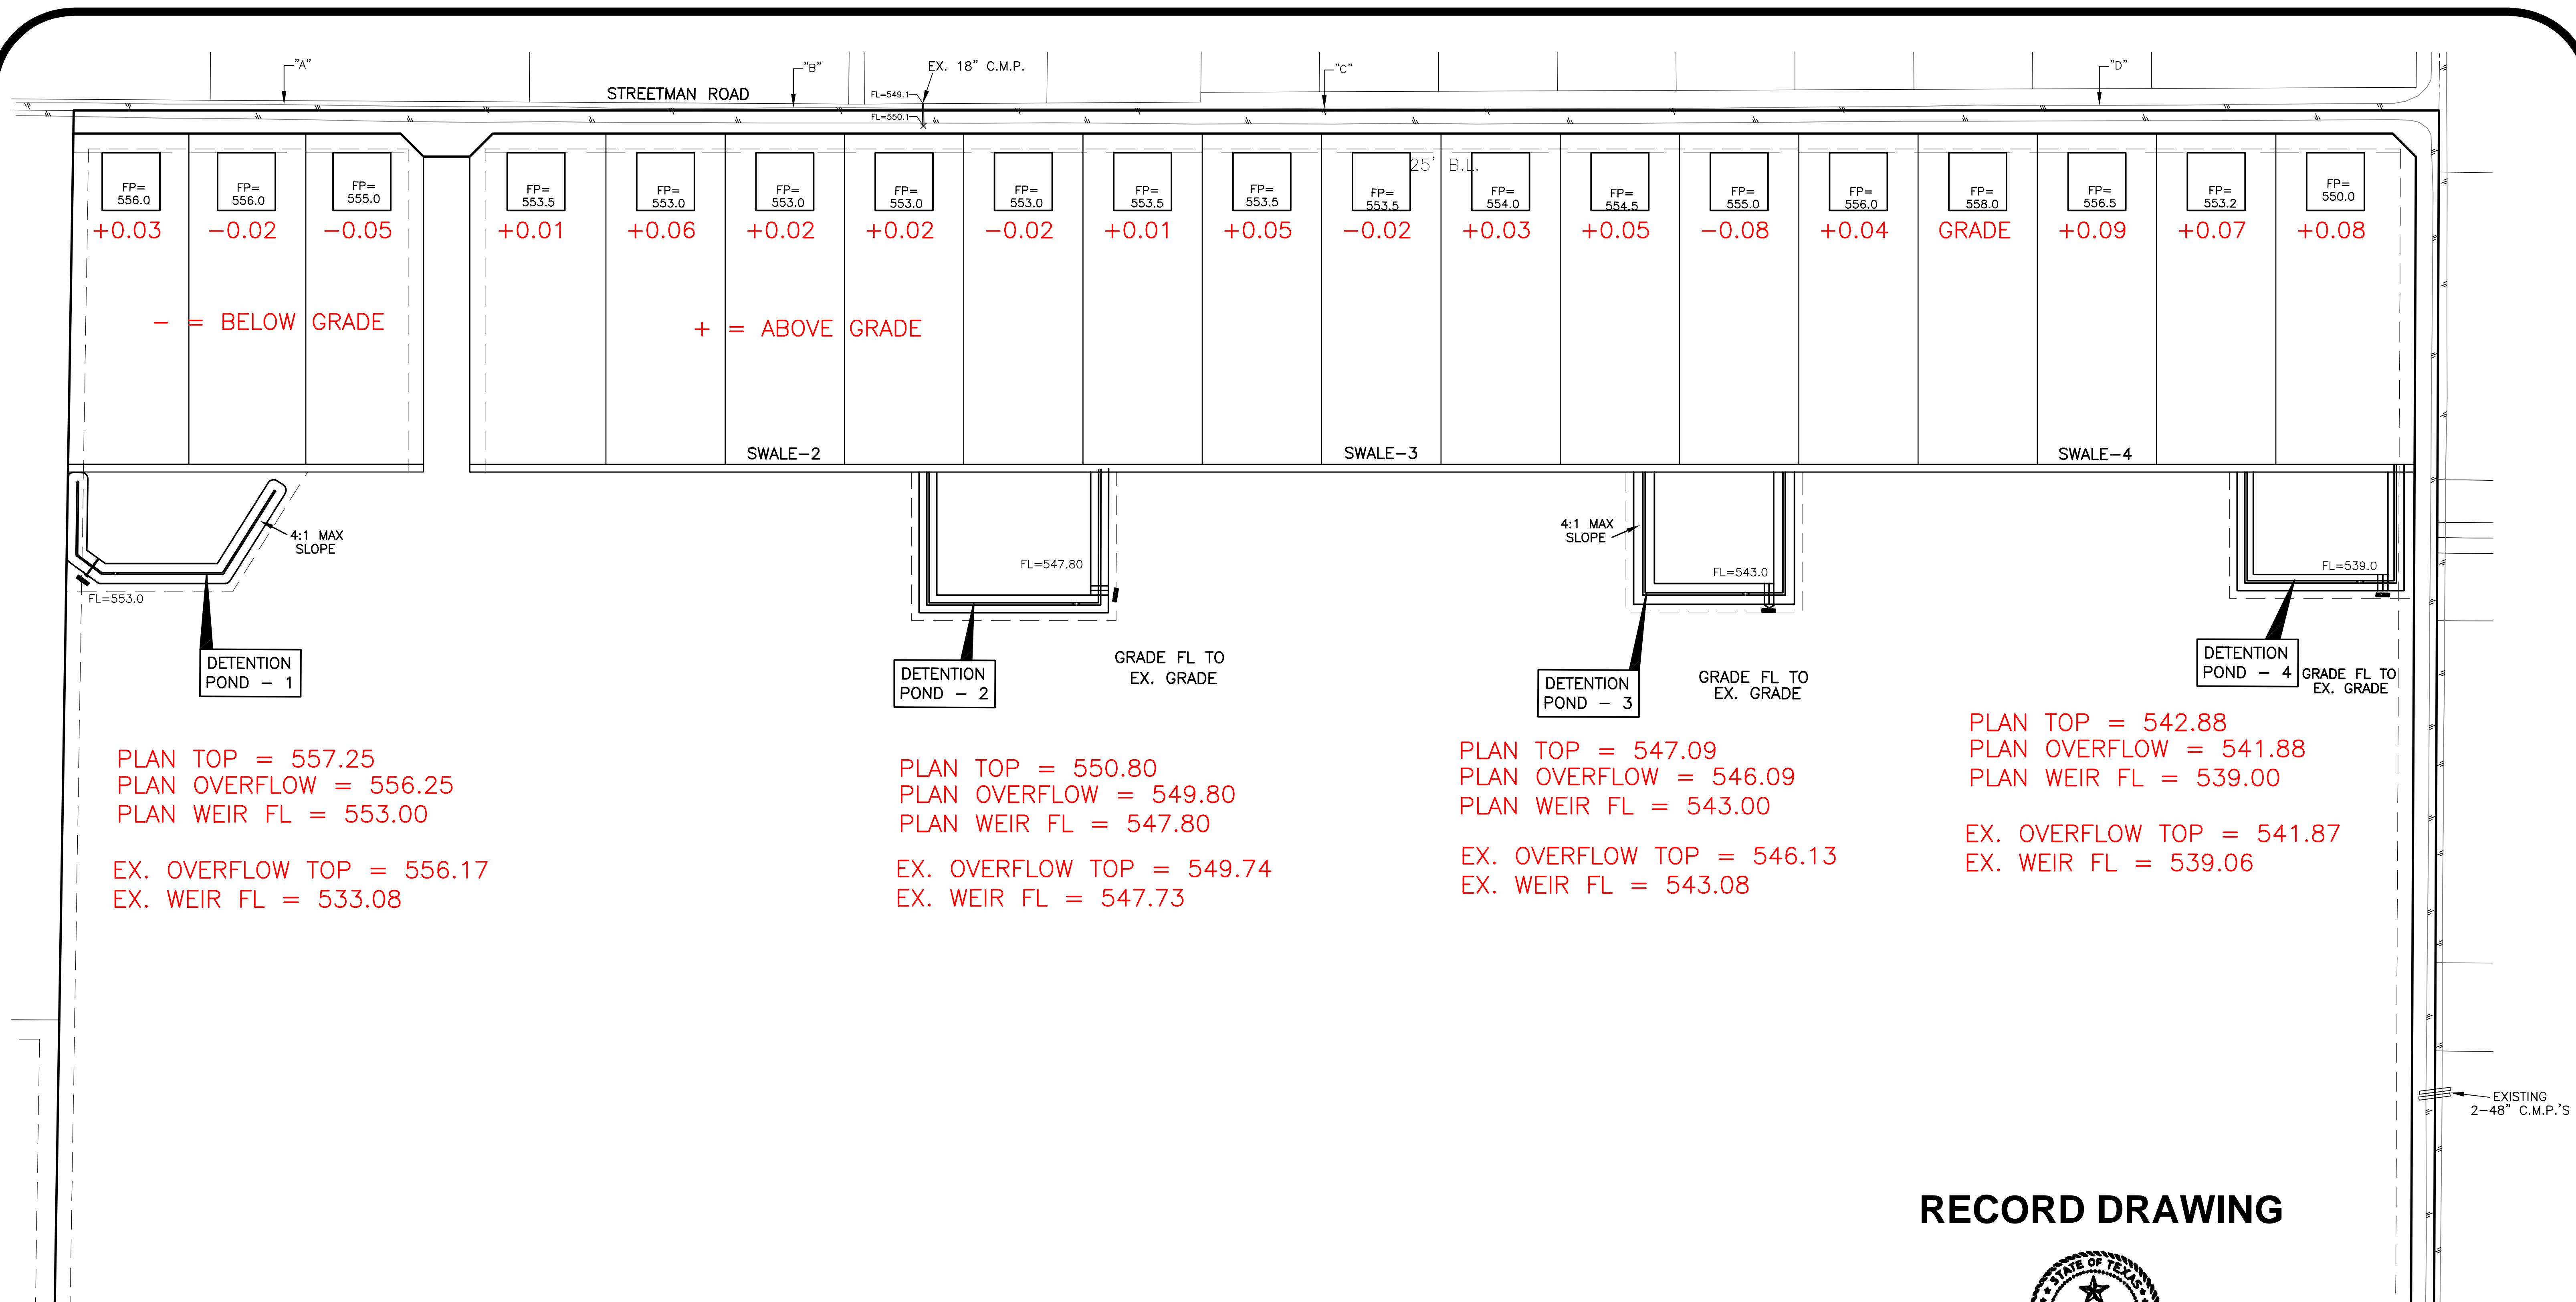 "A"
"B"
EX. 18" C.M.P.
"C"
"D"
STREETMAN ROAD
FL=549.1
FL=550.1
25' B.L.
FP=
556.0
FP=
556.0
FP=
555.0
FP=
553.5
FP=
553.0
FP=
553.0
FP=
553.0
FP=
553.0
FP=
553.5
FP=
553.5
FP=
553.5
FP=
554.0
FP=
554.5
FP=
555.0
FP=
556.0
FP=
558.0
FP=
556.5
FP=
553.2
FP=
550.0
+0.03
-0.02
-0.05
+0.01
+0.06
+0.02
+0.02
-0.02
+0.01
+0.05
-0.02
+0.03
+0.05
-0.08
+0.04
GRADE
+0.09
+0.07
+0.08
- = BELOW GRADE
+ = ABOVE GRADE
SWALE-2
SWALE-3
SWALE-4
4:1 MAX
SLOPE
FL=553.0
FL=547.80
4:1 MAX
SLOPE
FL=543.0
FL=539.0
DETENTION
POND - 1
DETENTION
POND - 2
GRADE FL TO
EX. GRADE
DETENTION
POND - 3
GRADE FL TO
EX. GRADE
DETENTION
POND - 4
GRADE FL TO
EX. GRADE
PLAN TOP = 557.25
PLAN OVERFLOW = 556.25
PLAN WEIR FL = 553.00
EX. OVERFLOW TOP = 556.17
EX. WEIR FL = 533.08
PLAN TOP = 550.80
PLAN OVERFLOW = 549.80
PLAN WEIR FL = 547.80
EX. OVERFLOW TOP = 549.74
EX. WEIR FL = 547.73
PLAN TOP = 547.09
PLAN OVERFLOW = 546.09
PLAN WEIR FL = 543.00
EX. OVERFLOW TOP = 546.13
EX. WEIR FL = 543.08
PLAN TOP = 542.88
PLAN OVERFLOW = 541.88
PLAN WEIR FL = 539.00
EX. OVERFLOW TOP = 541.87
EX. WEIR FL = 539.06
EXISTING
2-48" C.M.P.'S
RECORD DRAWING
STATE OF TEXAS